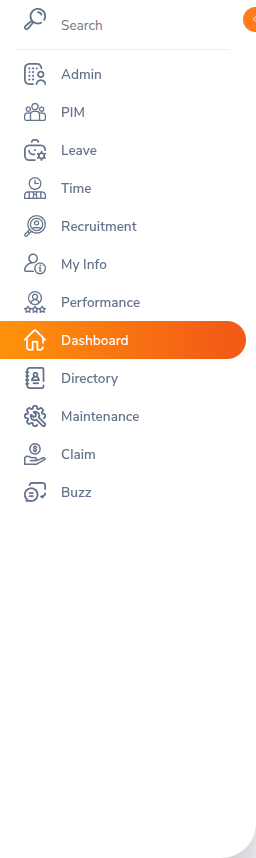 Search
Admin
PIM
Leave
Time
Recruitment
My Info
Performance
Dashboard
Directory
Maintenance
Claim
Buzz